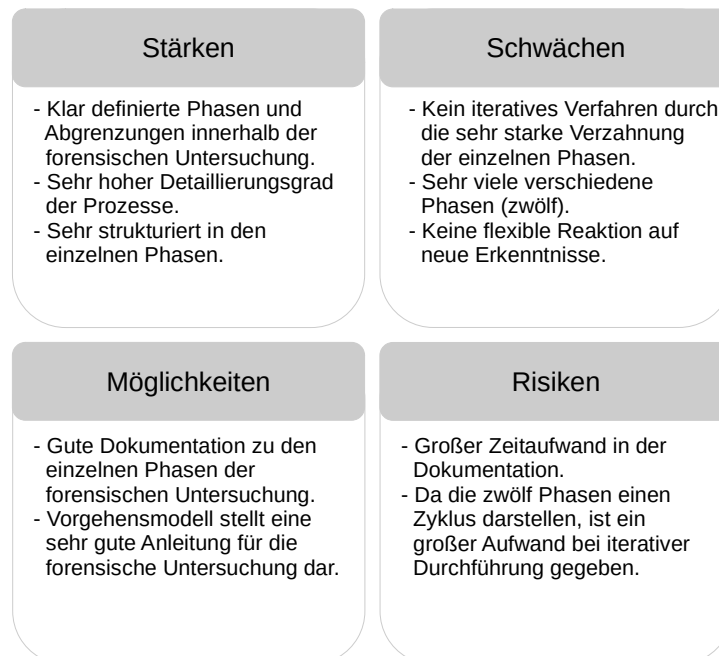 Stärken
- Klar definierte Phasen und
Abgrenzungen innerhalb der
forensischen Untersuchung.
- Sehr hoher Detaillierungsgrad
der Prozesse.
- Sehr strukturiert in den
einzelnen Phasen.
Schwächen
- Kein iteratives Verfahren durch
die sehr starke Verzahnung
der einzelnen Phasen.
- Sehr viele verschiedene
Phasen (zwölf).
- Keine flexible Reaktion auf
neue Erkenntnisse.
Möglichkeiten
- Gute Dokumentation zu den
einzelnen Phasen der
forensischen Untersuchung.
- Vorgehensmodell stellt eine
sehr gute Anleitung für die
forensische Untersuchung dar.
Risiken
- Großer Zeitaufwand in der
Dokumentation.
- Da die zwölf Phasen einen
Zyklus darstellen, ist ein
großer Aufwand bei iterativer
Durchführung gegeben.